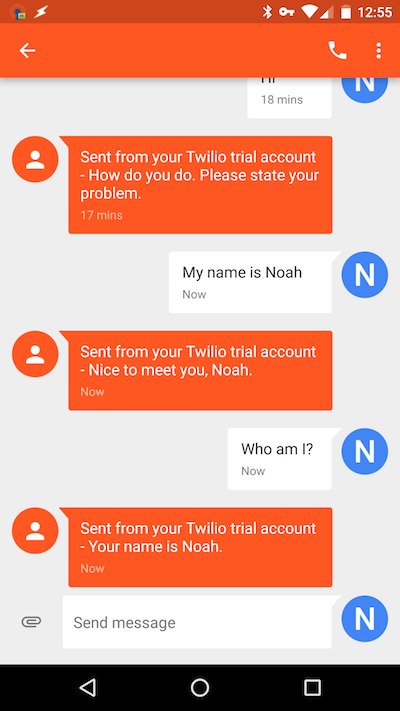 12:55
Hi
N
18 mins
Sent from your Twilio trial account
- How do you do. Please state your
problem.
17 mins
My name is Noah
N
Now
Sent from your Twilio trial account
- Nice to meet you, Noah.
Now
Who am I?
N
Now
Sent from your Twilio trial account
- Your name is Noah.
Now
Send message
N